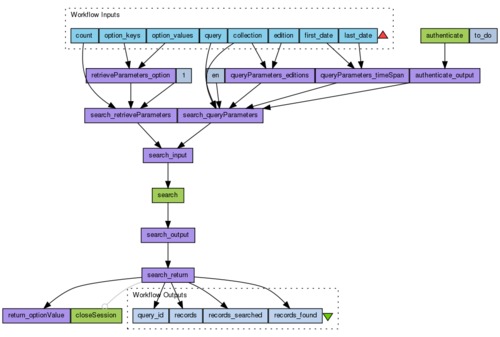 Workflow Inputs
count option_keys option_values query collection edition first_date last_date
authenticate to_do
retrieveParameters_option 1 en queryParameters_editions queryParameters_timeSpan authenticate_output
search_retrieveParameters search_queryParameters
search_input
search
search_output
search_return
Workflow Outputs
return_optionValue closeSession query_id records records_searched records_found